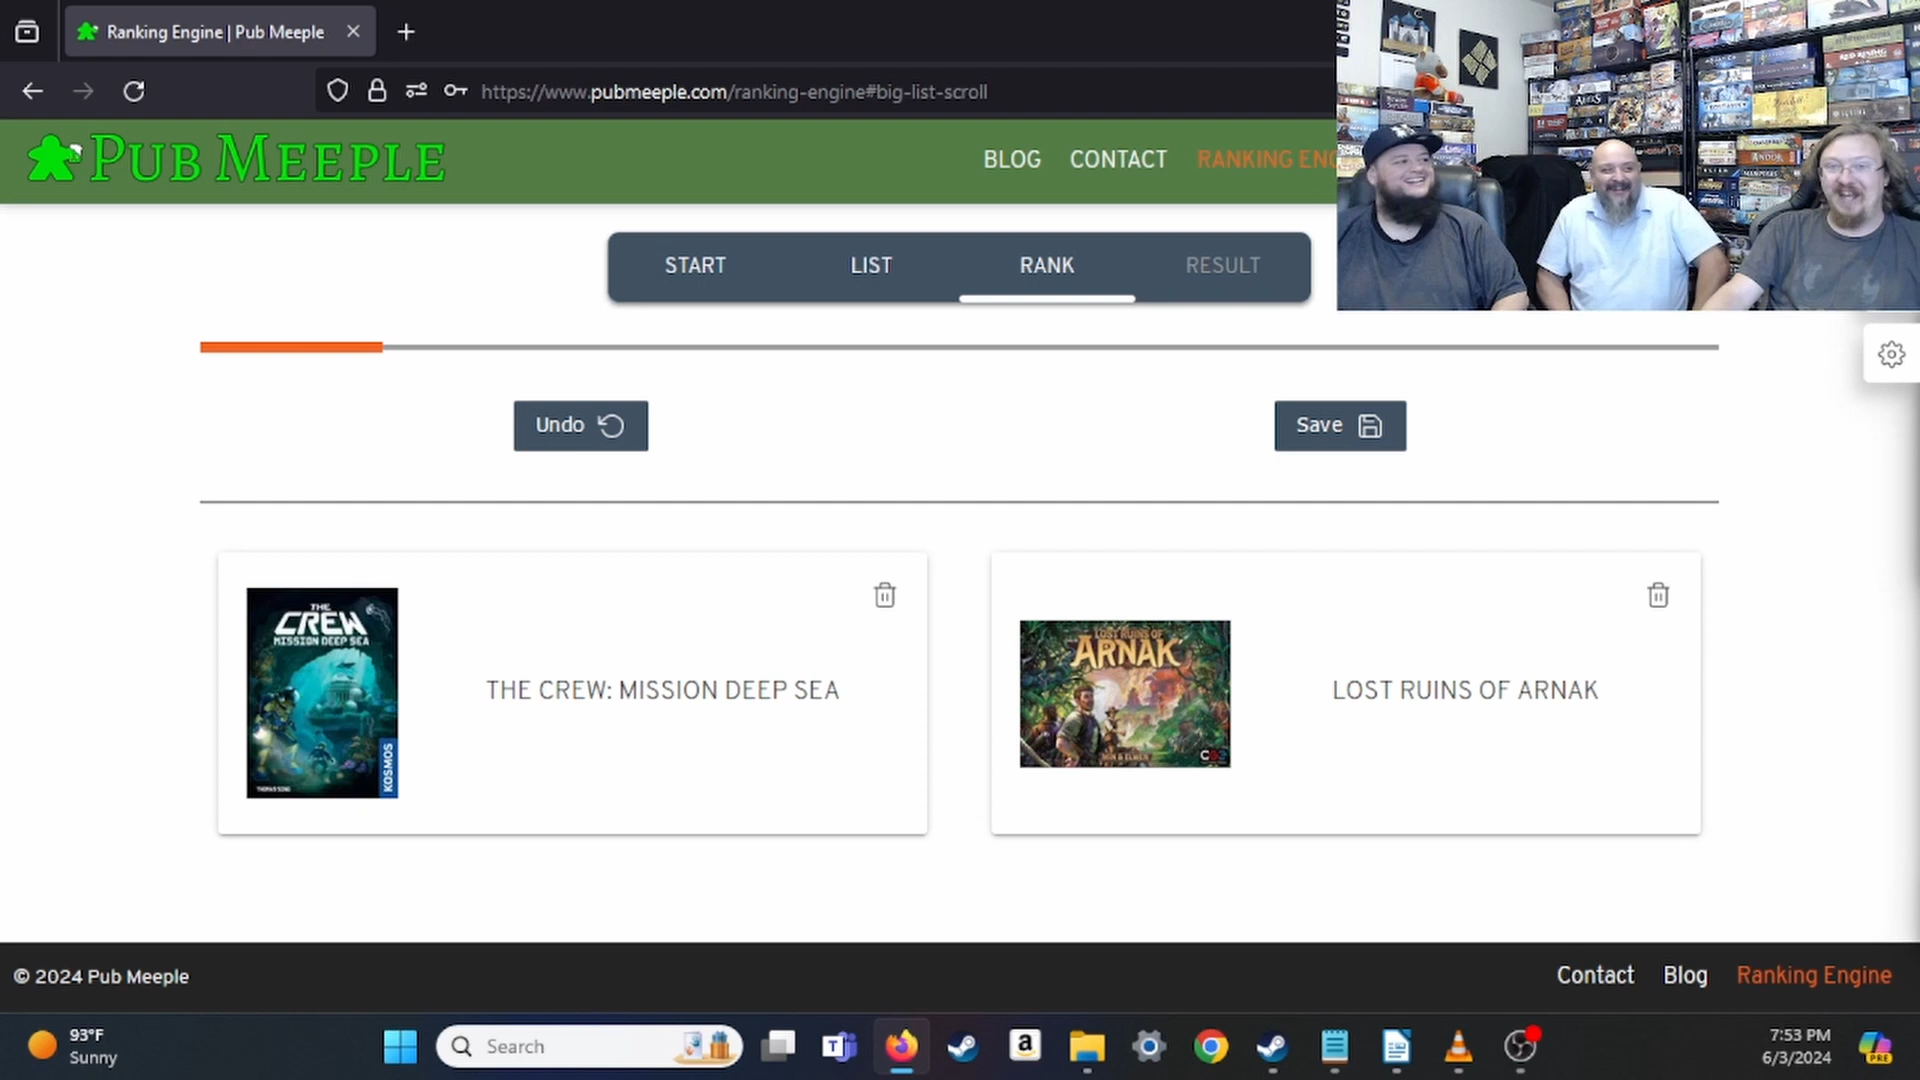 Ranking Engine | Pub Meeple
https://www.pubmeeple.com/ranking-engine#big-list-scroll
PUB MEEPLE
BLOG
CONTACT
RANKING ENG
START
LIST
RANK
RESULT
Undo
Save
THE
CREW
MISSION DEEP SEA
KOSMOS
THE CREW: MISSION DEEP SEA
LOST RUINS OF
ARNAK
LOST RUINS OF ARNAK
© 2024 Pub Meeple
Contact
Blog
Ranking Engine
93°F
Sunny
Search
7:53 PM
6/3/2024
PRE